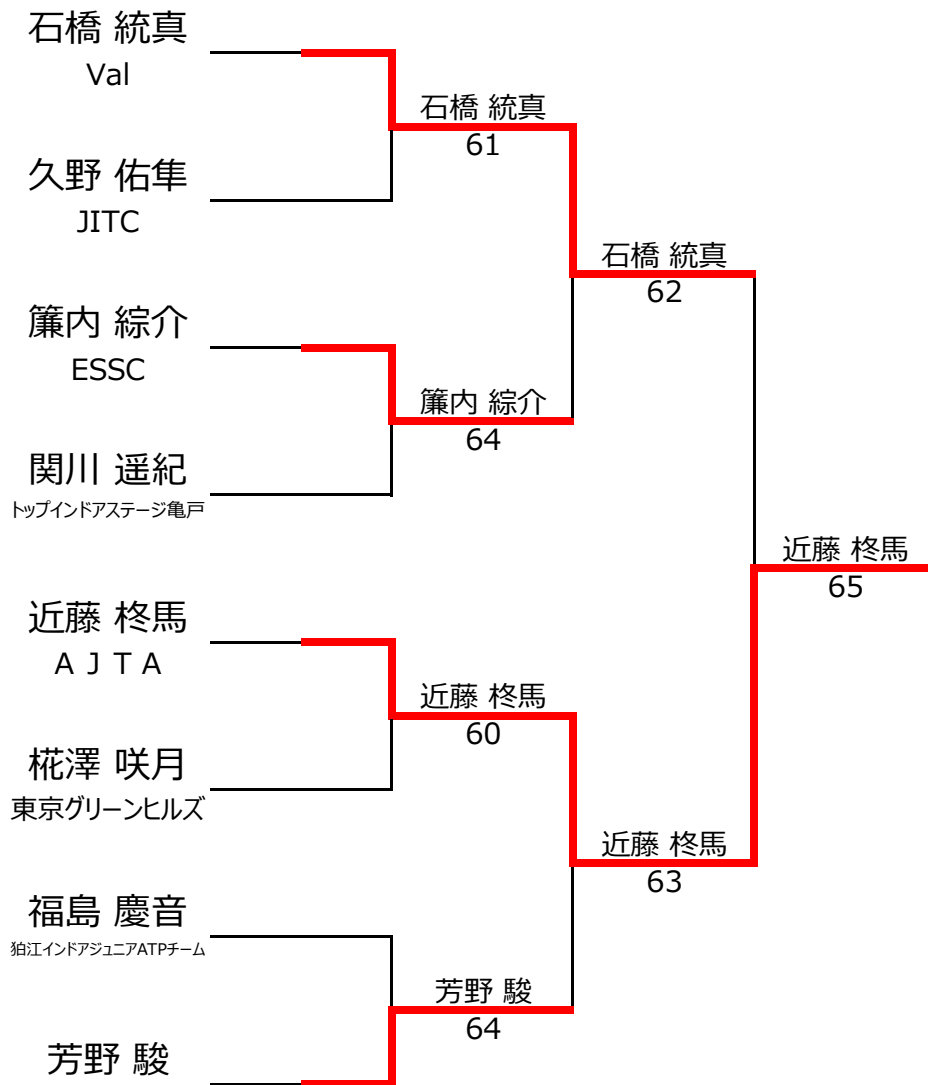 石橋 統真
Val
石橋 統真
61
久野 佑隼
JITC
石橋 統真
62
簾内 綜介
ESSC
簾内 綜介
64
関川 遥紀
トップインドアステージ亀戸
近藤 柊馬
65
近藤 柊馬
A J T A
近藤 柊馬
60
椛澤 咲月
東京グリーンヒルズ
近藤 柊馬
63
福島 慶音
狛江インドアジュニアATPチーム
芳野 駿
64
芳野 駿